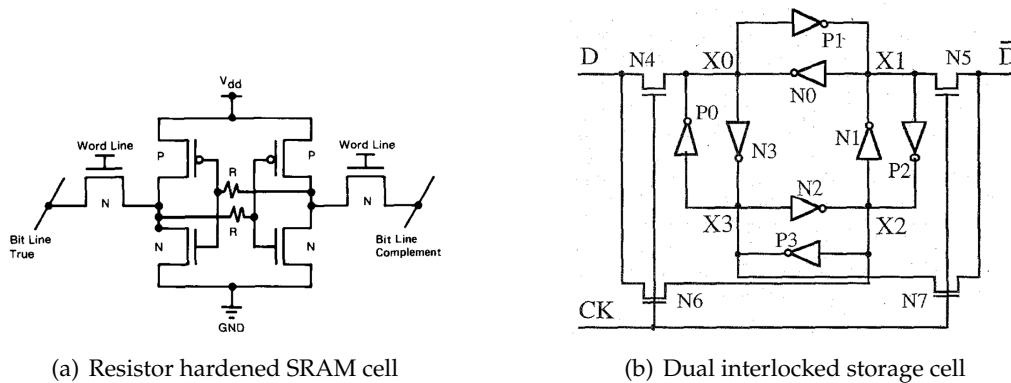 V_dd
Word Line
Word Line
P
P
R
N
N
R
N
N
Bit Line
True
Bit Line
Complement
GND
(a) Resistor hardened SRAM cell
D
N4
X0
P1
X1
N5
D̅
N0
P0
N3
N1
P2
N2
X3
X2
P3
N6
N7
CK
(b) Dual interlocked storage cell